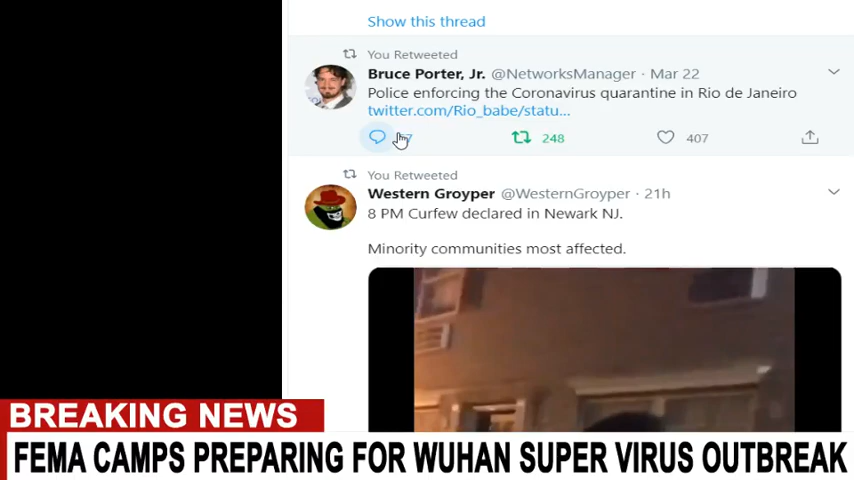 Show this thread
You Retweeted
Bruce Porter, Jr. @NetworksManager · Mar 22
Police enforcing the Coronavirus quarantine in Rio de Janeiro
twitter.com/Rio_babe/statu...
248 407
You Retweeted
Western Groyper @WesternGroyper · 21h
8 PM Curfew declared in Newark NJ.
Minority communities most affected.
BREAKING NEWS
FEMA CAMPS PREPARING FOR WUHAN SUPER VIRUS OUTBREAK